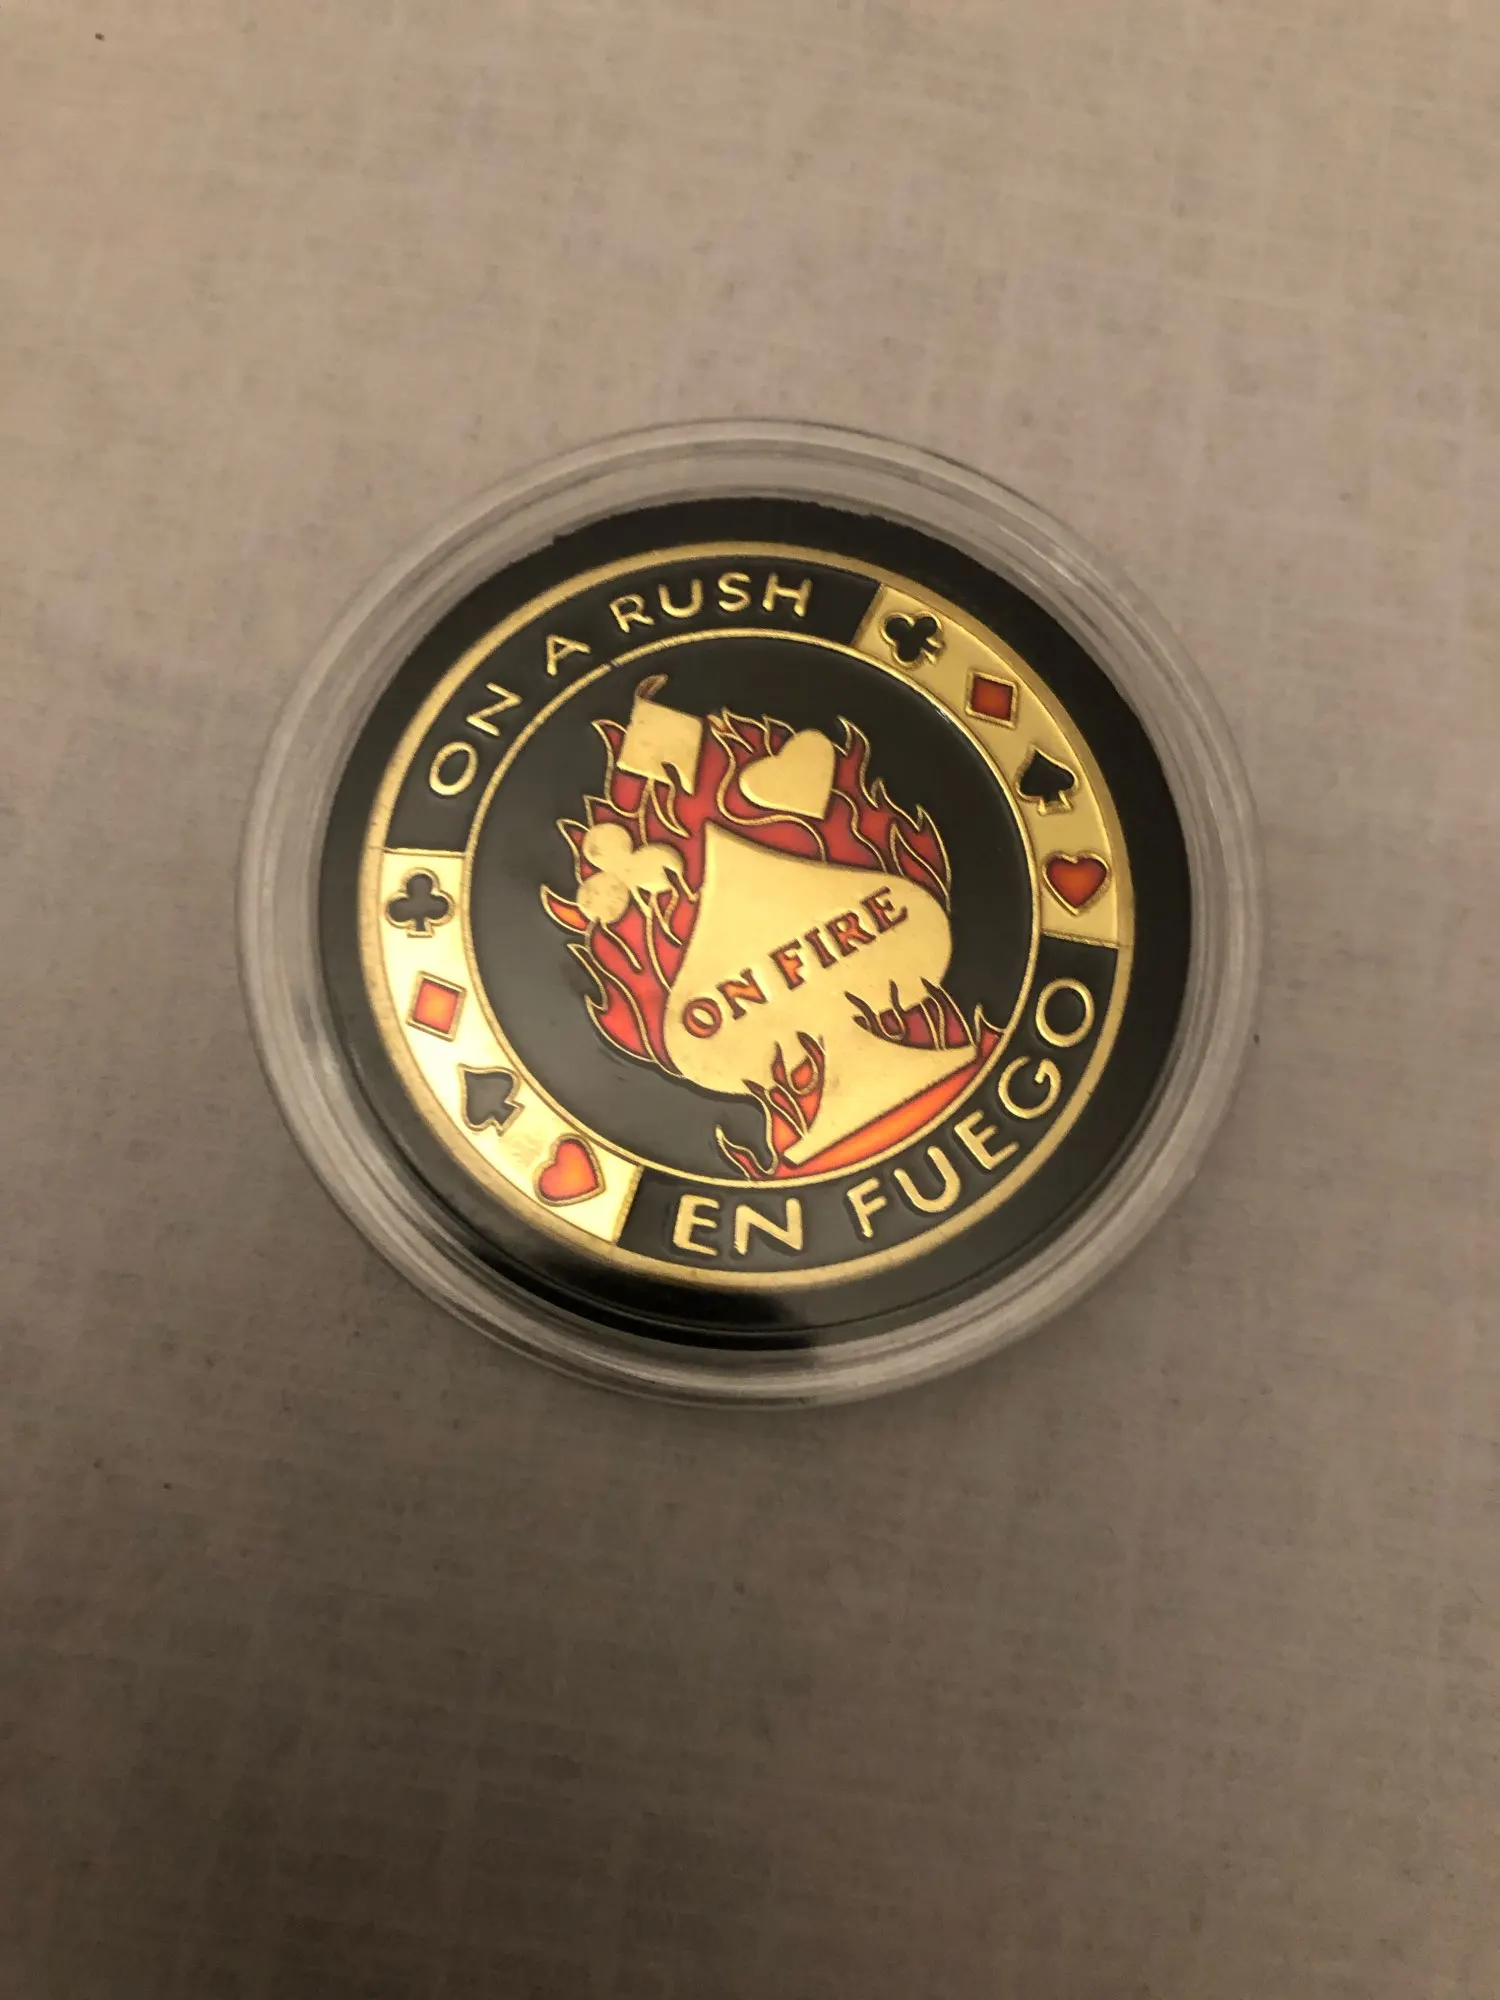 ON A RUSH
ON FIRE
EN FUEGO